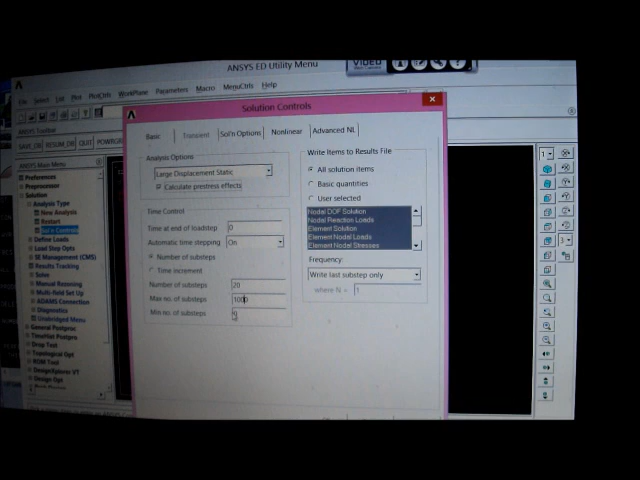 ANSYS ED Utility Menu
VIDEO
File Select List Plot PlotCtrls WorkPlane Parameters Macro MenuCtrls Help
ANSYS Toolbar
SAVE_DB RESUM_DB QUIT
ANSYS Main Menu
Preferences
Preprocessor
Solution
Analysis Type
New Analysis
Restart
Sol'n Controls
Define Loads
Load Step Opts
SE Management (CMS)
Results Tracking
Solve
Manual Rezoning
Multi-field Set Up
ADAMS Connection
Diagnostics
Unabridged Menu
General Postproc
TimeHist Postpro
Drop Test
Topological Opt
ROM Tool
DesignXplorer VT
Design Opt
Solution Controls
Basic Transient Sol'n Options Nonlinear Advanced NL
Analysis Options
Large Displacement Static
Calculate prestress effects
Time Control
Time at end of loadstep 0
Automatic time stepping On
Number of substeps
Time increment
Number of substeps 20
Max no. of substeps 1000
Min no. of substeps
Write Items to Results File
All solution items
Basic quantities
User selected
Nodal DOF Solution
Nodal Reaction Loads
Element Solution
Element Nodal Loads
Element Nodal Stresses
Frequency:
Write last substep only
where N = 1
1
3